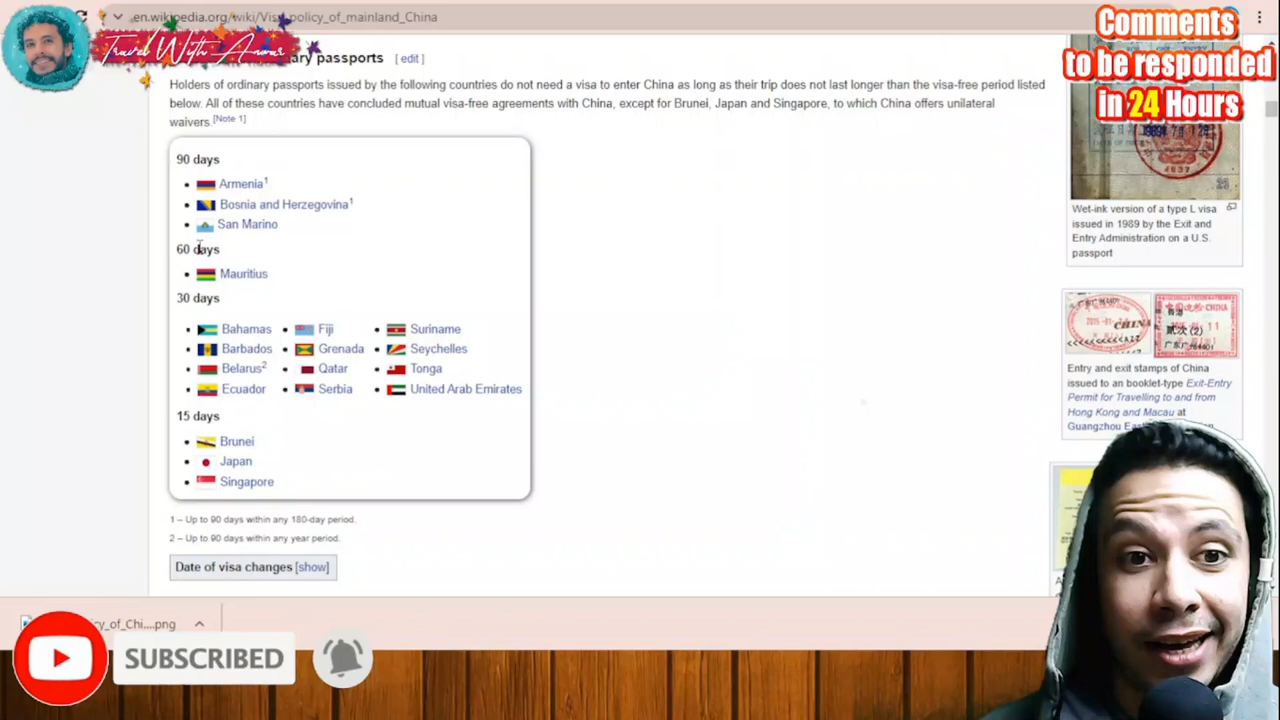 en.wikipedia.org/wiki/Visa_policy_of_mainland_China
Travel With Anwar
Comments
to be responded
in 24 Hours
ary passports [edit]
Holders of ordinary passports issued by the following countries do not need a visa to enter China as long as their trip does not last longer than the visa-free period listed
below. All of these countries have concluded mutual visa-free agreements with China, except for Brunei, Japan and Singapore, to which China offers unilateral
waivers.[Note 1]
90 days
Armenia1
Bosnia and Herzegovina1
San Marino
60 days
Mauritius
30 days
Bahamas
Barbados
Belarus2
Ecuador
Fiji
Grenada
Qatar
Serbia
Suriname
Seychelles
Tonga
United Arab Emirates
15 days
Brunei
Japan
Singapore
1 – Up to 90 days within any 180-day period.
2 – Up to 90 days within any year period.
Date of visa changes [show]
Wet-ink version of a type L visa
issued in 1989 by the Exit and
Entry Administration on a U.S.
passport
CHINA
中国 CHINA
Entry and exit stamps of China
issued to an booklet-type Exit-Entry
Permit for Travelling to and from
Hong Kong and Macau at
Guangzhou East
cy_of_Chi....png
SUBSCRIBED